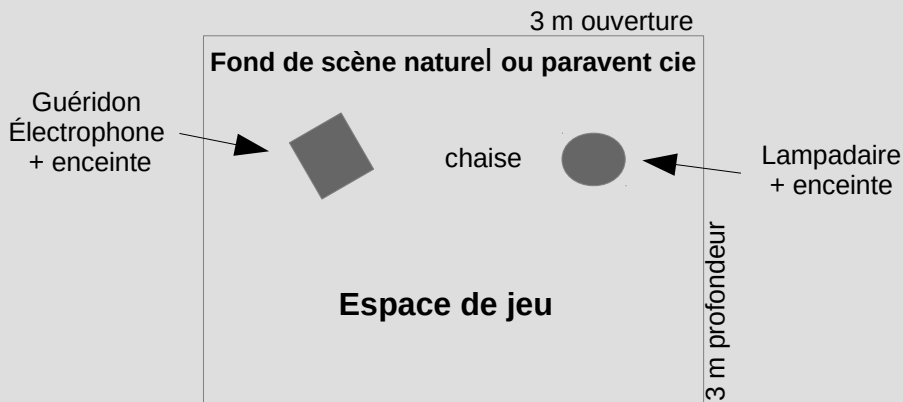 3 m ouverture
Fond de scène naturel ou paravent cie
Guéridon
Électrophone
+ enceinte
chaise
Lampadaire
+ enceinte
Espace de jeu
3 m profondeur